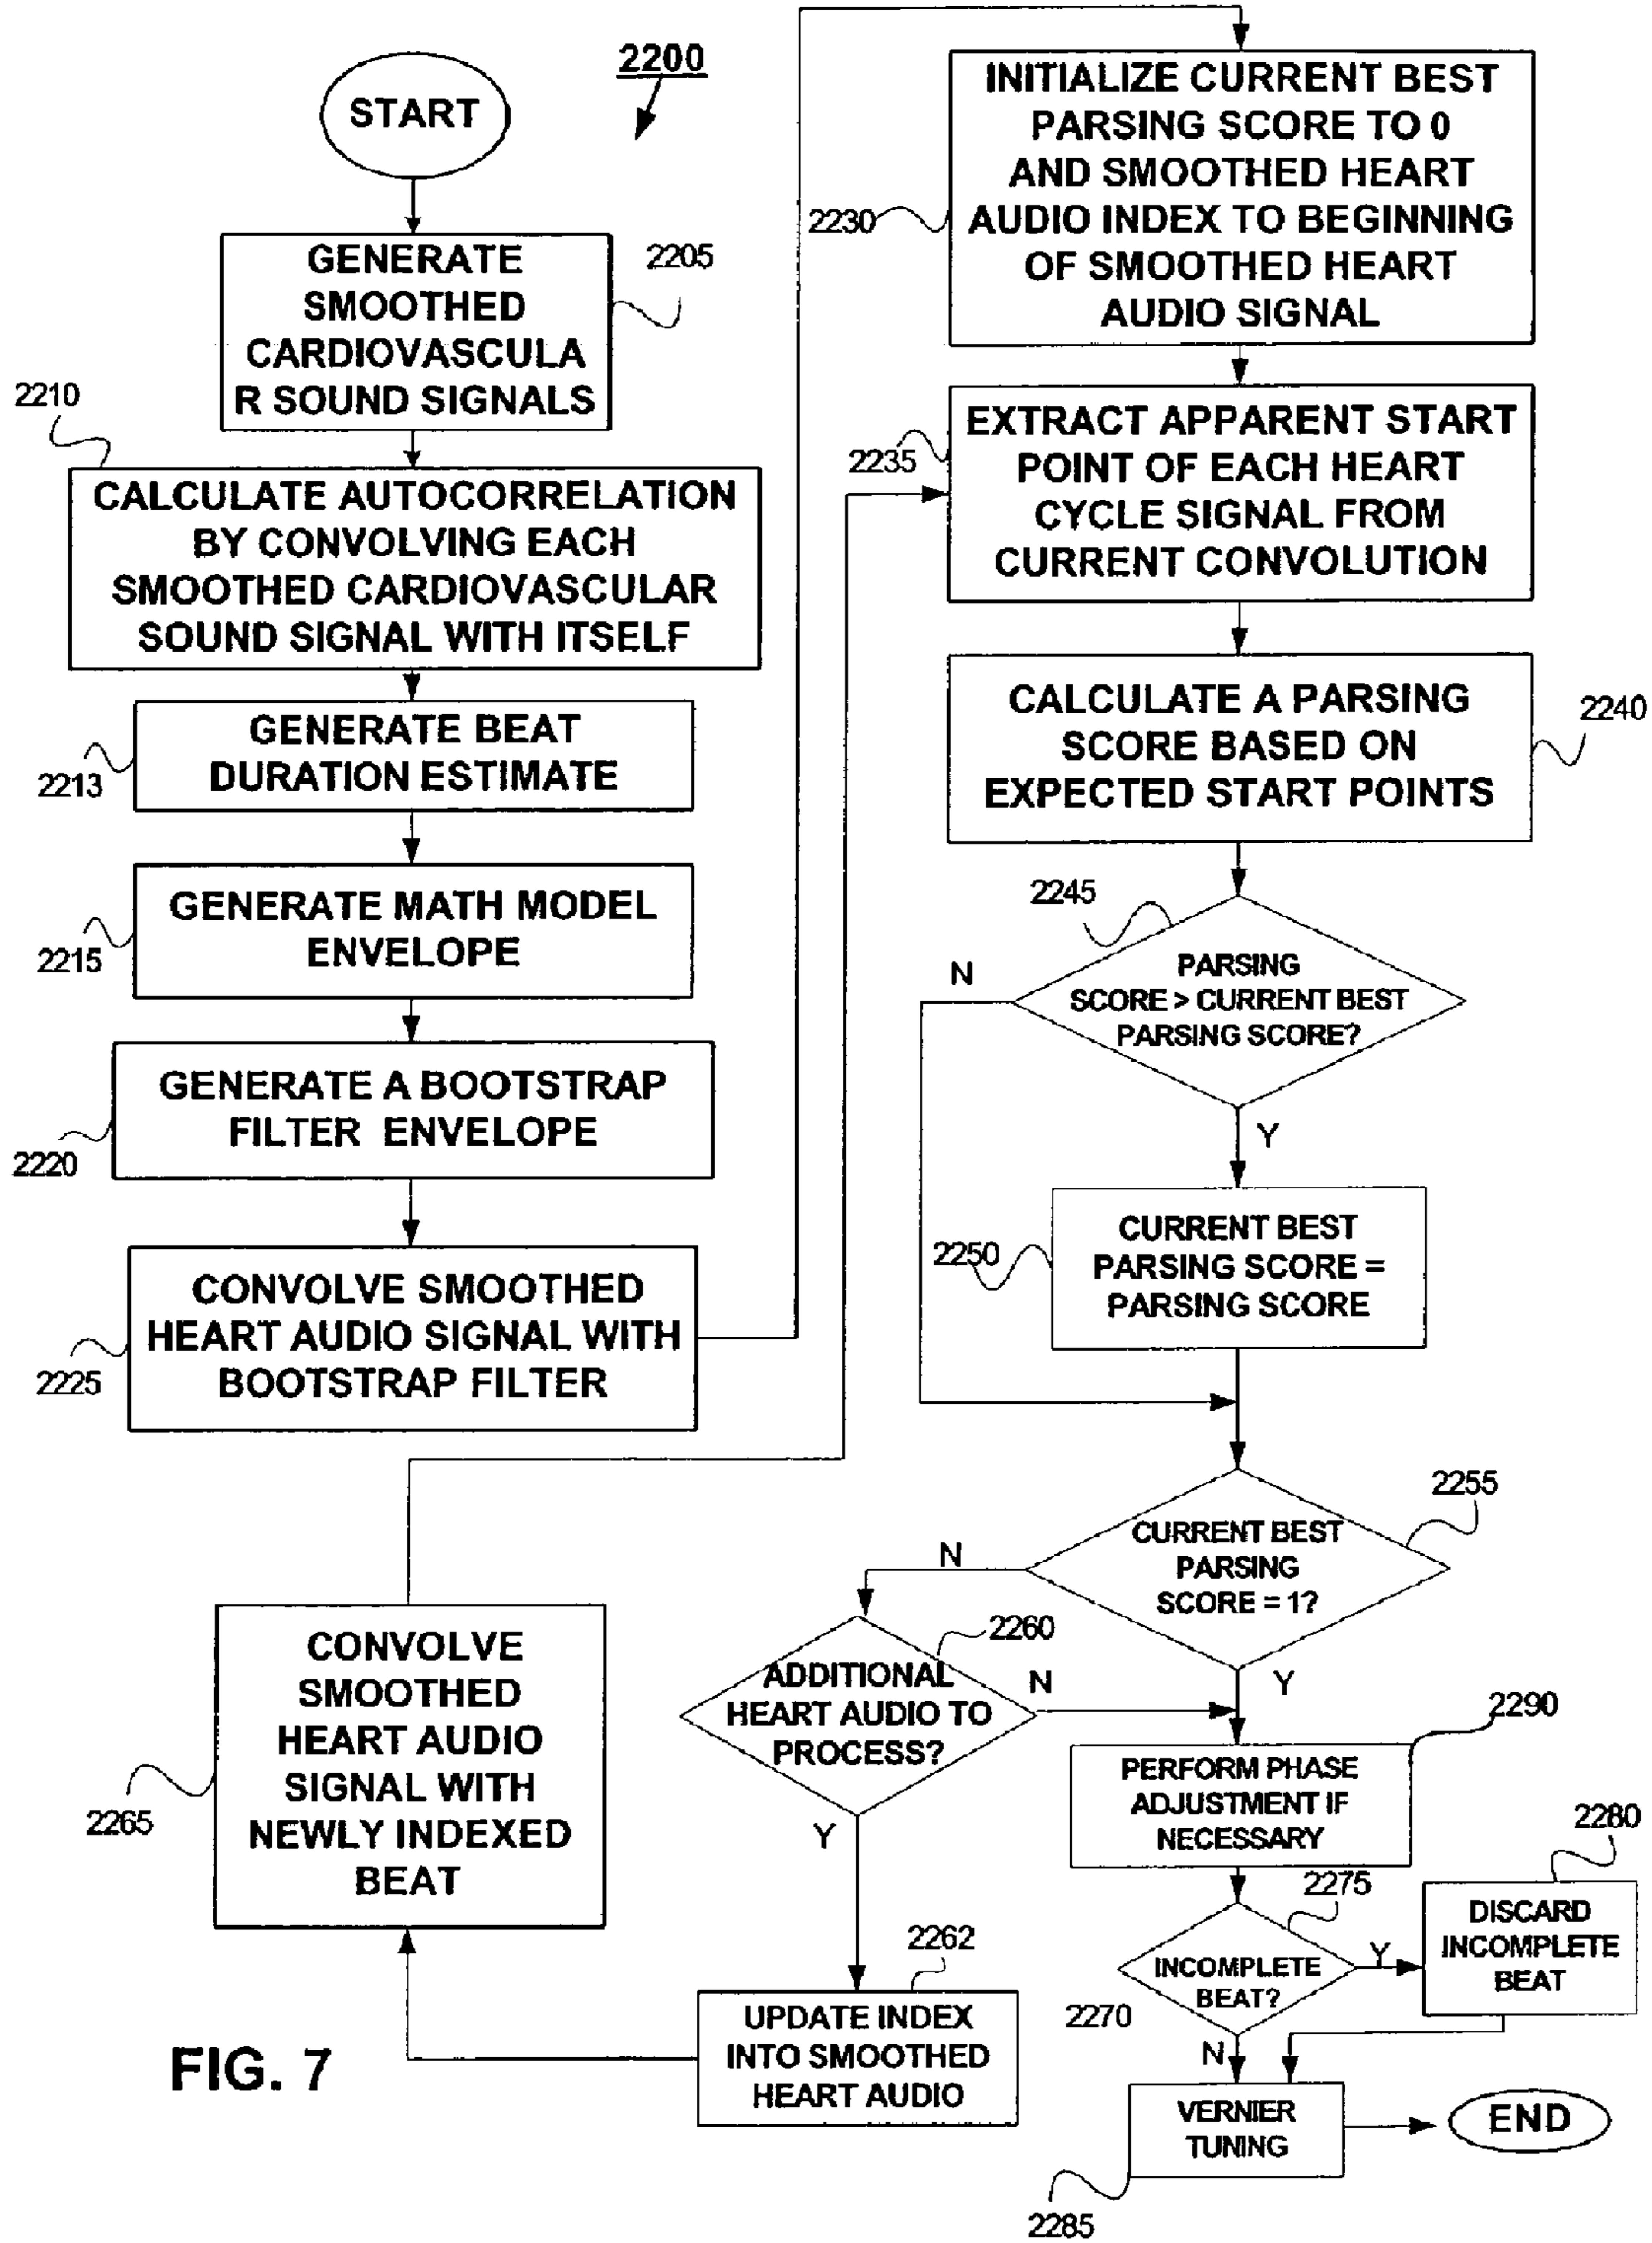 2200
START
GENERATE
SMOOTHED
CARDIOVASCULA
R SOUND SIGNALS
2205
2210
CALCULATE AUTOCORRELATION
BY CONVOLVING EACH
SMOOTHED CARDIOVASCULAR
SOUND SIGNAL WITH ITSELF
GENERATE BEAT
DURATION ESTIMATE
2213
GENERATE MATH MODEL
ENVELOPE
2215
GENERATE A BOOTSTRAP
FILTER ENVELOPE
2220
CONVOLVE SMOOTHED
HEART AUDIO SIGNAL WITH
BOOTSTRAP FILTER
2225
INITIALIZE CURRENT BEST
PARSING SCORE TO 0
AND SMOOTHED HEART
AUDIO INDEX TO BEGINNING
OF SMOOTHED HEART
AUDIO SIGNAL
2230
EXTRACT APPARENT START
POINT OF EACH HEART
CYCLE SIGNAL FROM
CURRENT CONVOLUTION
2235
CALCULATE A PARSING
SCORE BASED ON
EXPECTED START POINTS
2240
2245
PARSING
SCORE > CURRENT BEST
PARSING SCORE?
N
Y
CURRENT BEST
PARSING SCORE =
PARSING SCORE
2250
2255
CURRENT BEST
PARSING
SCORE = 1?
N
Y
2260
ADDITIONAL
HEART AUDIO TO
PROCESS?
N
Y
2262
UPDATE INDEX
INTO SMOOTHED
HEART AUDIO
CONVOLVE
SMOOTHED
HEART AUDIO
SIGNAL WITH
NEWLY INDEXED
BEAT
2265
2290
PERFORM PHASE
ADJUSTMENT IF
NECESSARY
2275
INCOMPLETE
BEAT?
2270
Y
N
2280
DISCARD
INCOMPLETE
BEAT
VERNIER
TUNING
2285
END
FIG. 7